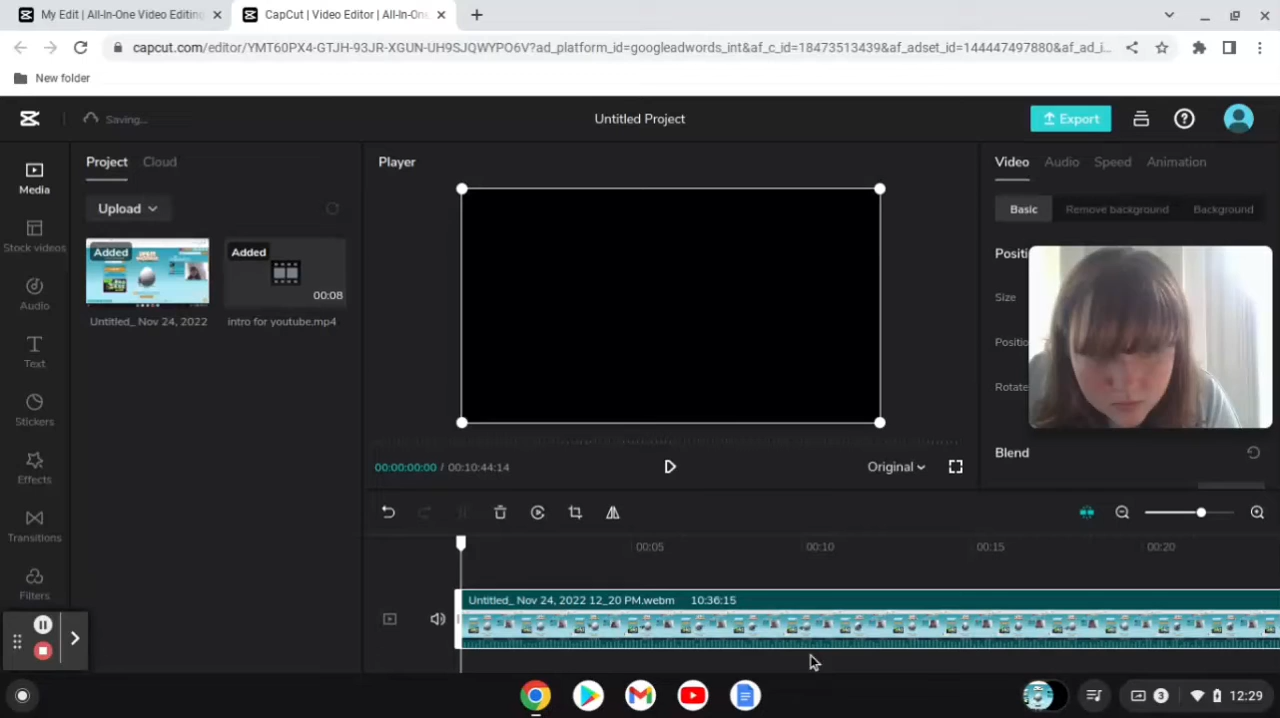 My Edit | All-In-One Video Editing
CapCut | Video Editor | All-In-One
capcut.com/editor/YMT60PX4-GTJH-93JR-XGUN-UH9SJQWYPO6V?ad_platform_id=googleadwords_int&af_c_id=18473513439&af_adset_id=144447497880&af_ad_i...
New folder
Saving...
Untitled Project
Export
Media
Stock videos
Audio
Text
Stickers
Effects
Transitions
Filters
Project
Cloud
Upload
Added
Untitled_ Nov 24, 2022
Added
00:08
intro for youtube.mp4
Player
00:00:00:00 / 00:10:44:14
Original
Video
Audio
Speed
Animation
Basic
Remove background
Background
Positi
Size
Positio
Rotate
Blend
00:05
00:10
00:15
00:20
Untitled_ Nov 24, 2022 12_20 PM.webm 10:36:15
3
12:29